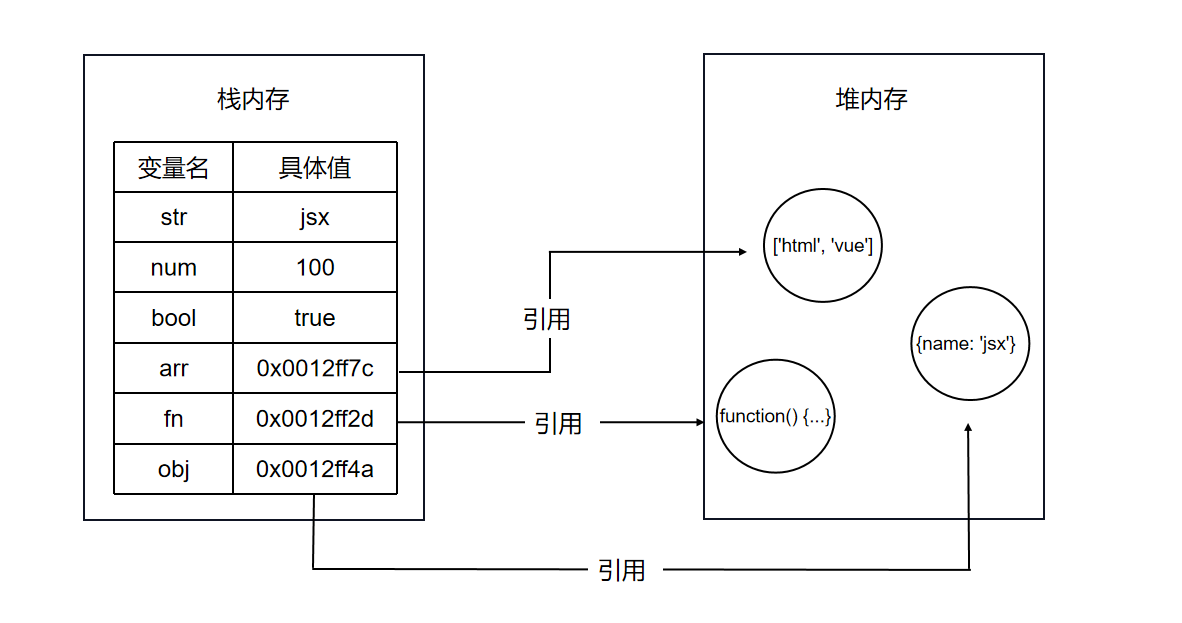 栈内存
变量名 具体值
str jsx
num 100
bool true
arr 0x0012ff7c
fn 0x0012ff2d
obj 0x0012ff4a
引用
引用
引用
堆内存
['html', 'vue']
{name: 'jsx'}
function() {...}